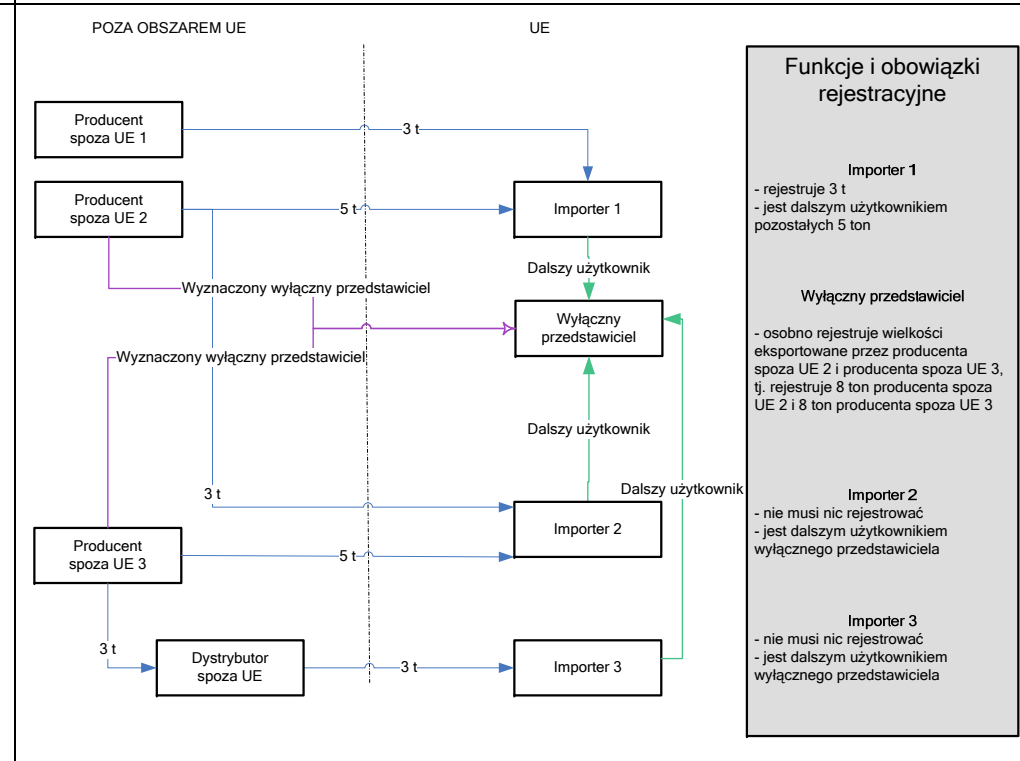 POZA OBSZAREM UE
UE
Producent
spoza UE 1
3 t
Producent
spoza UE 2
5 t
Importer 1
Dalszy użytkownik
Wyznaczony wyłączny przedstawiciel
Wyłączny
przedstawiciel
Wyznaczony wyłączny przedstawiciel
Dalszy użytkownik
3 t
Dalszy użytkownik
Importer 2
Producent
spoza UE 3
5 t
3 t
Dystrybutor
spoza UE
3 t
Importer 3
Funkcje i obowiązki
rejestracyjne
Importer 1
- rejestruje 3 t
- jest dalszym użytkownikiem
pozostałych 5 ton
Wyłączny przedstawiciel
- osobno rejestruje wielkości
eksportowane przez producenta
spoza UE 2 i producenta spoza UE 3,
tj. rejestruje 8 ton producenta spoza
UE 2 i 8 ton producenta spoza UE 3
Importer 2
- nie musi nic rejestrować
- jest dalszym użytkownikiem
wyłącznego przedstawiciela
Importer 3
- nie musi nic rejestrować
- jest dalszym użytkownikiem
wyłącznego przedstawiciela